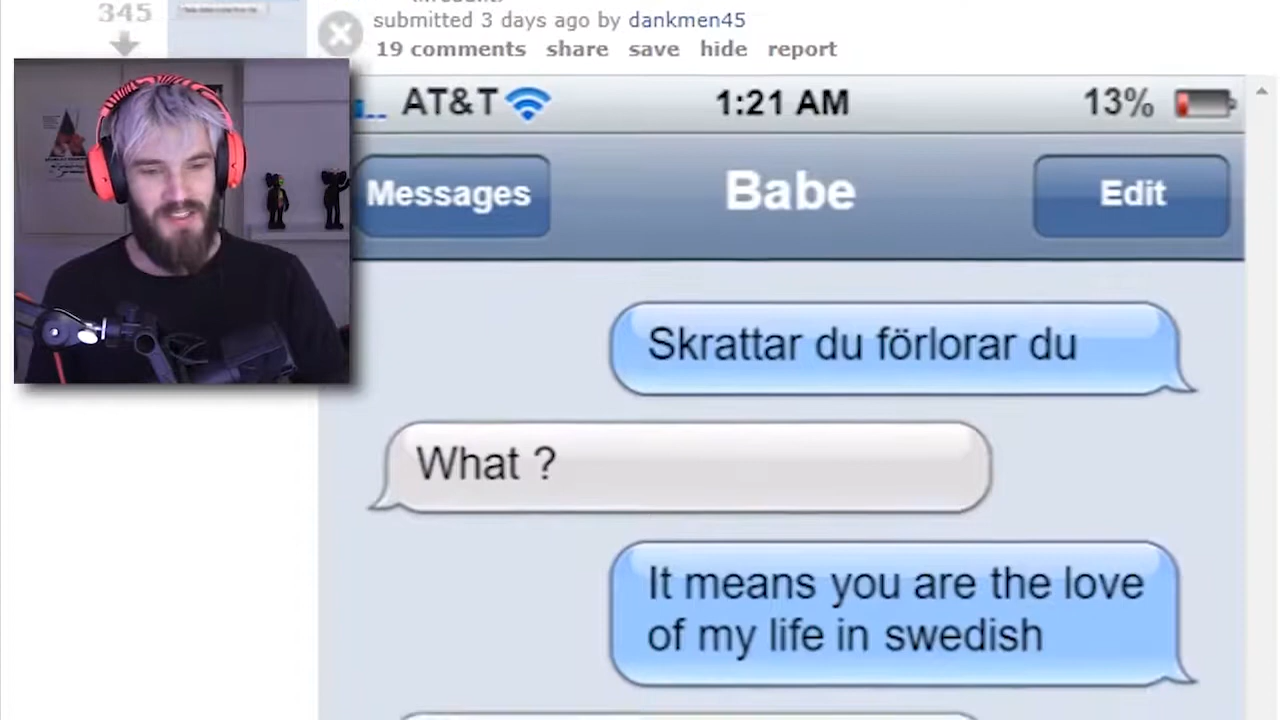 345
submitted 3 days ago by dankmen45
19 comments share save hide report
AT&T 1:21 AM 13%
Messages Babe Edit
Skrattar du förlorar du
What ?
It means you are the love
of my life in swedish